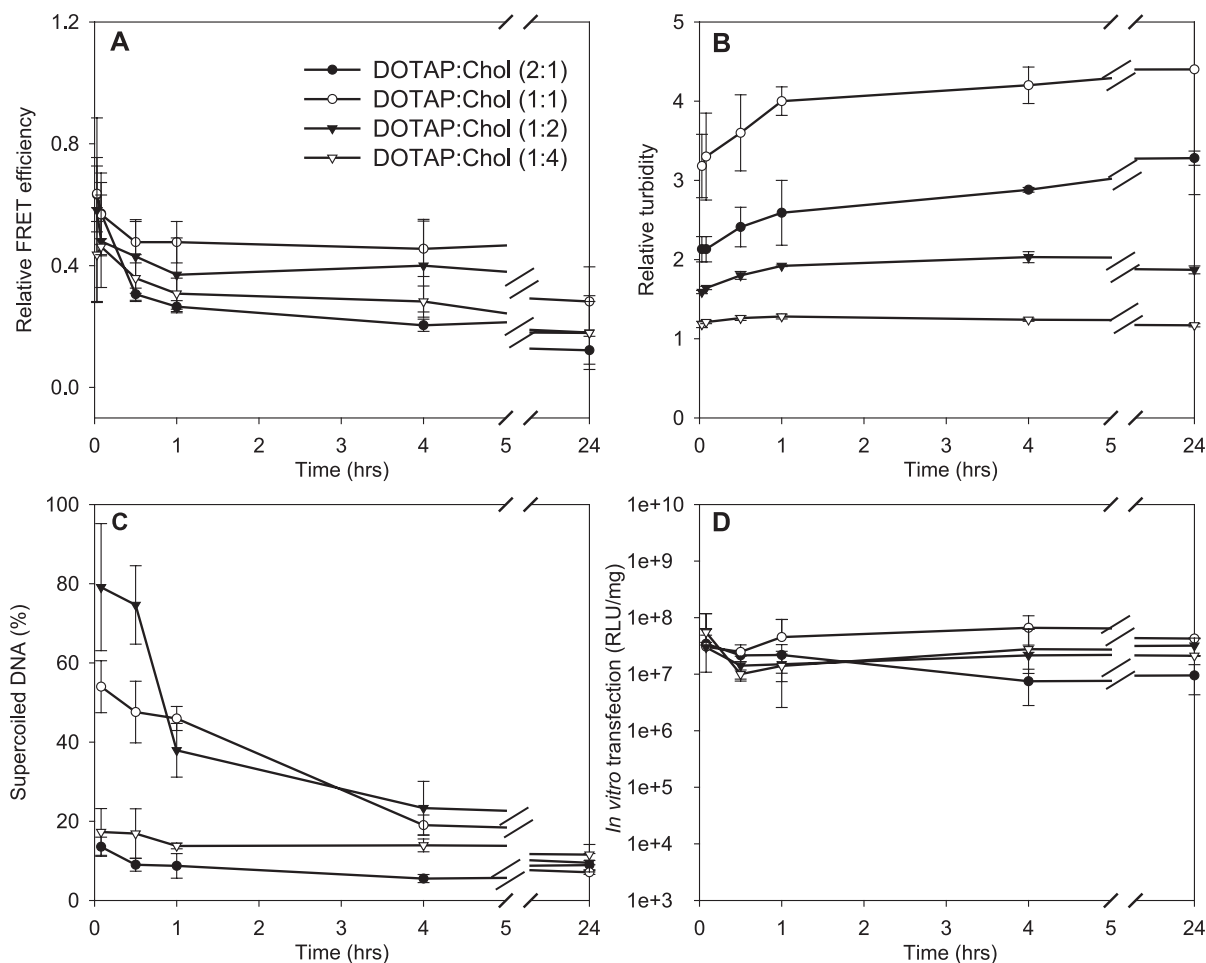 A
1.2
0.8
0.4
0.0
Relative FRET efficiency
DOTAP:Chol (2:1)
DOTAP:Chol (1:1)
DOTAP:Chol (1:2)
DOTAP:Chol (1:4)
0 1 2 3 4 5 24
Time (hrs)
B
5
4
3
2
1
0
Relative turbidity
0 1 2 3 4 5 24
Time (hrs)
C
100
80
60
40
20
0
Supercoiled DNA (%)
0 1 2 3 4 5 24
Time (hrs)
D
1e+10
1e+9
1e+8
1e+7
1e+6
1e+5
1e+4
1e+3
In vitro transfection (RLU/mg)
0 1 2 3 4 5 24
Time (hrs)